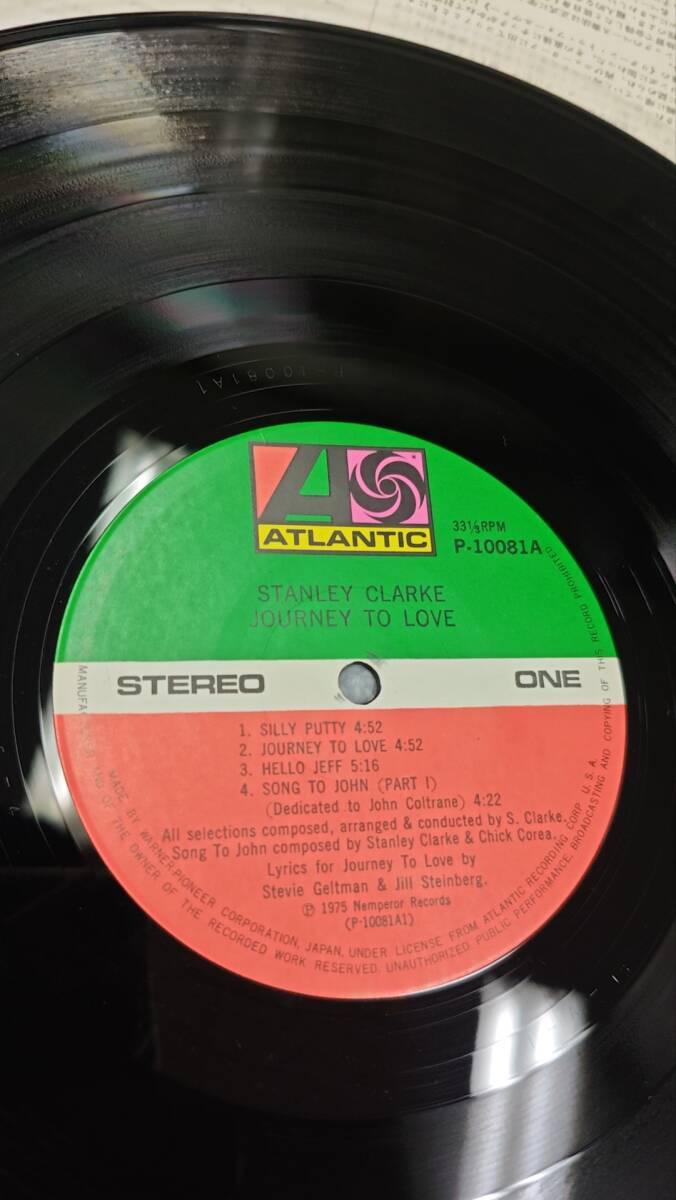 ATLANTIC
33⅓RPM
P-10081A
STANLEY CLARKE
JOURNEY TO LOVE
STEREO
ONE
1. SILLY PUTTY 4:52
2. JOURNEY TO LOVE 4:52
3. HELLO JEFF 5:16
4. SONG TO JOHN (PART I)
(Dedicated to John Coltrane) 4:22
All selections composed, arranged & conducted by S. Clarke.
Song To John composed by Stanley Clarke & Chick Corea.
Lyrics for Journey To Love by
Stevie Geltman & Jill Steinberg.
Ⓟ 1975 Nemperor Records
(P-10081A1)
MADE BY WARNER-PIONEER CORPORATION, JAPAN, UNDER LICENSE FROM ATLANTIC RECORDING CORP. U.S.A.
AND OF THE OWNER OF THE RECORDED WORK RESERVED. UNAUTHORIZED PUBLIC PERFORMANCE, BROADCASTING AND COPYING OF THIS RECORD PROHIBITED
10081A1